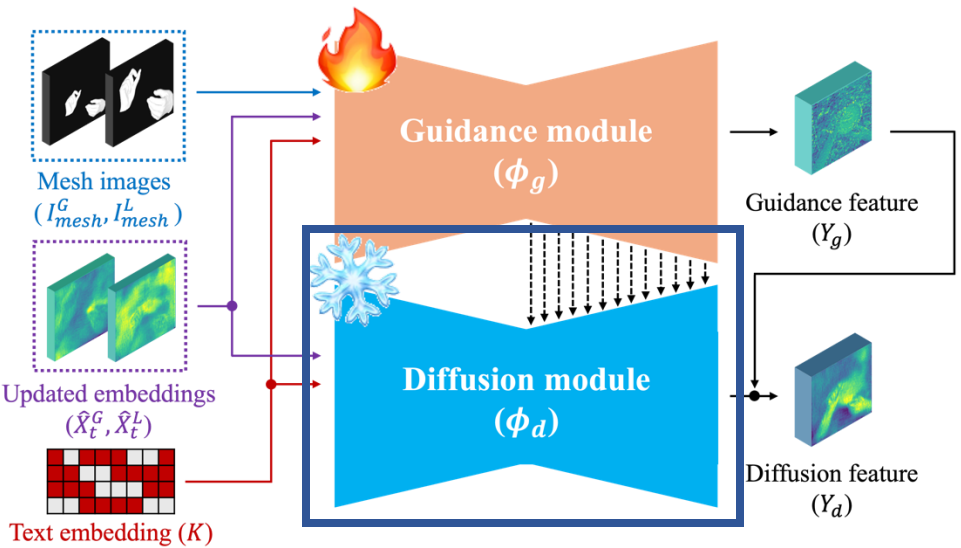 Guidance module
(ϕ_g)
Mesh images
(I^G_mesh, I^L_mesh)
Guidance feature
(Y_g)
Diffusion module
(ϕ_d)
Updated embeddings
(X̂^G_t, X̂^L_t)
Diffusion feature
(Y_d)
Text embedding (K)